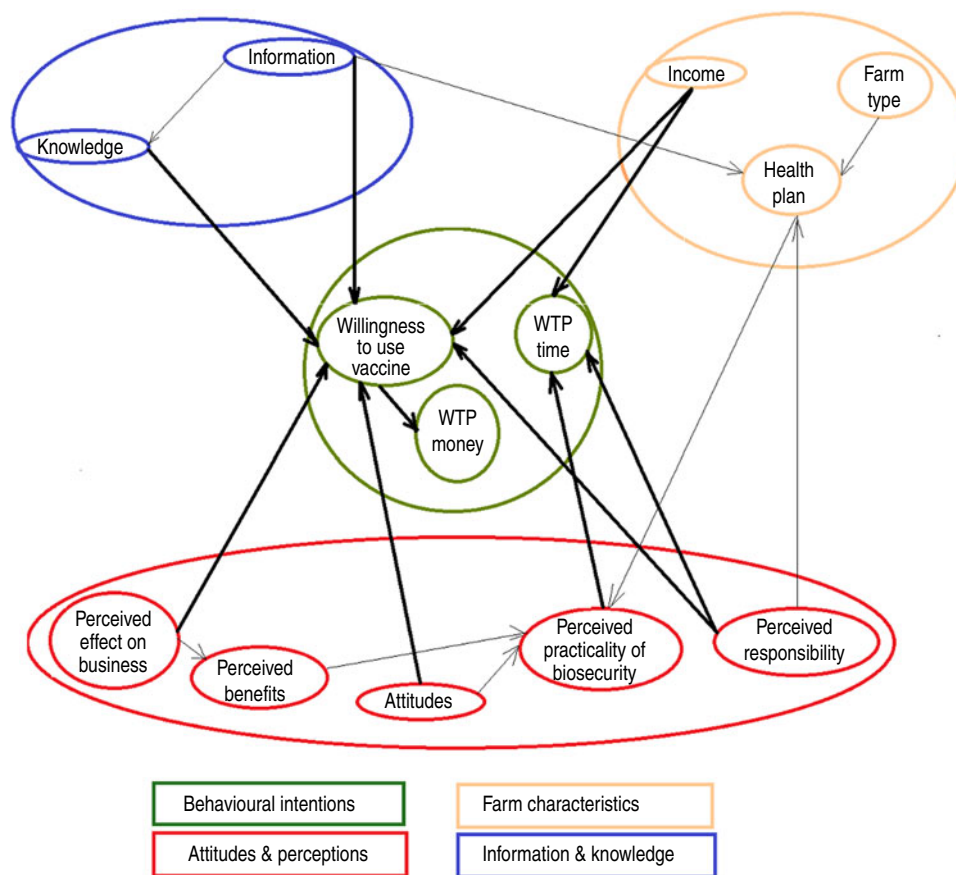 Information
Income
Farm
type
Knowledge
Health
plan
Willingness
to use
vaccine
WTP
time
WTP
money
Perceived
effect on
business
Perceived
benefits
Attitudes
Perceived
practicality of
biosecurity
Perceived
responsibility
Behavioural intentions
Farm characteristics
Attitudes & perceptions
Information & knowledge